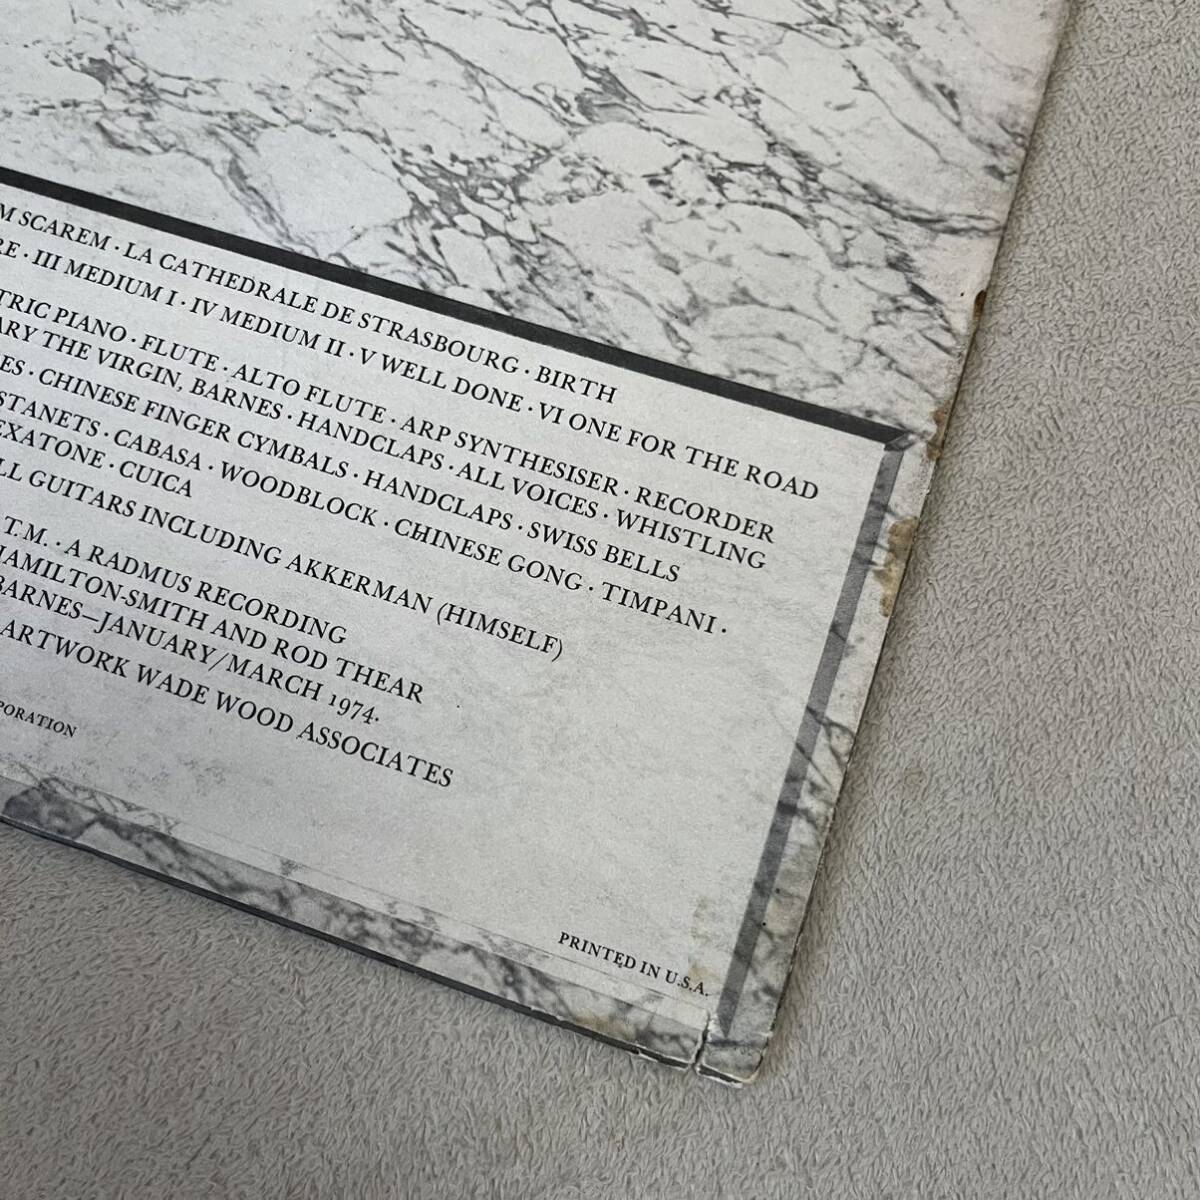 SCAREM · LA CATHEDRALE DE STRASBOURG · BIRTH
· III MEDIUM I · IV MEDIUM II · V WELL DONE · VI ONE FOR THE ROAD
TRIC PIANO · FLUTE · ALTO FLUTE · ARP SYNTHESISER · RECORDER
ARY THE VIRGIN, BARNES · HANDCLAPS · ALL VOICES · WHISTLING
ES · CHINESE FINGER CYMBALS · HANDCLAPS · SWISS BELLS
STANETS · CABASA · WOODBLOCK · CHINESE GONG · TIMPANI ·
EXATONE · CUICA
LL GUITARS INCLUDING AKKERMAN (HIMSELF)
T.M. · A RADMUS RECORDING
HAMILTON-SMITH AND ROD THEAR
BARNES—JANUARY/MARCH 1974.
ARTWORK WADE WOOD ASSOCIATES
PORATION
PRINTED IN U.S.A.